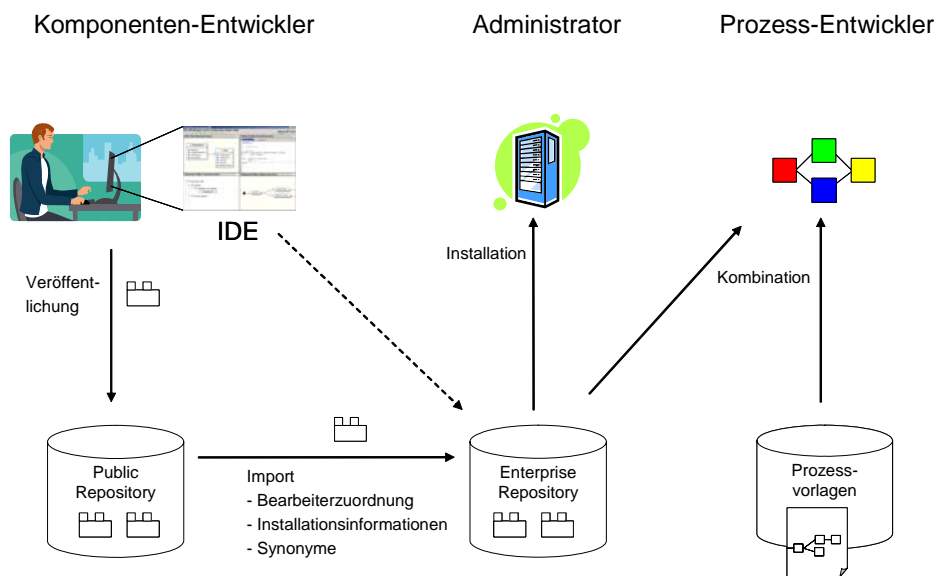 Komponenten-Entwickler
Administrator
Prozess-Entwickler
IDE
Veröffent-
lichung
Installation
Kombination
Public
Repository
Import
- Bearbeiterzuordnung
- Installationsinformationen
- Synonyme
Enterprise
Repository
Prozess-
vorlagen